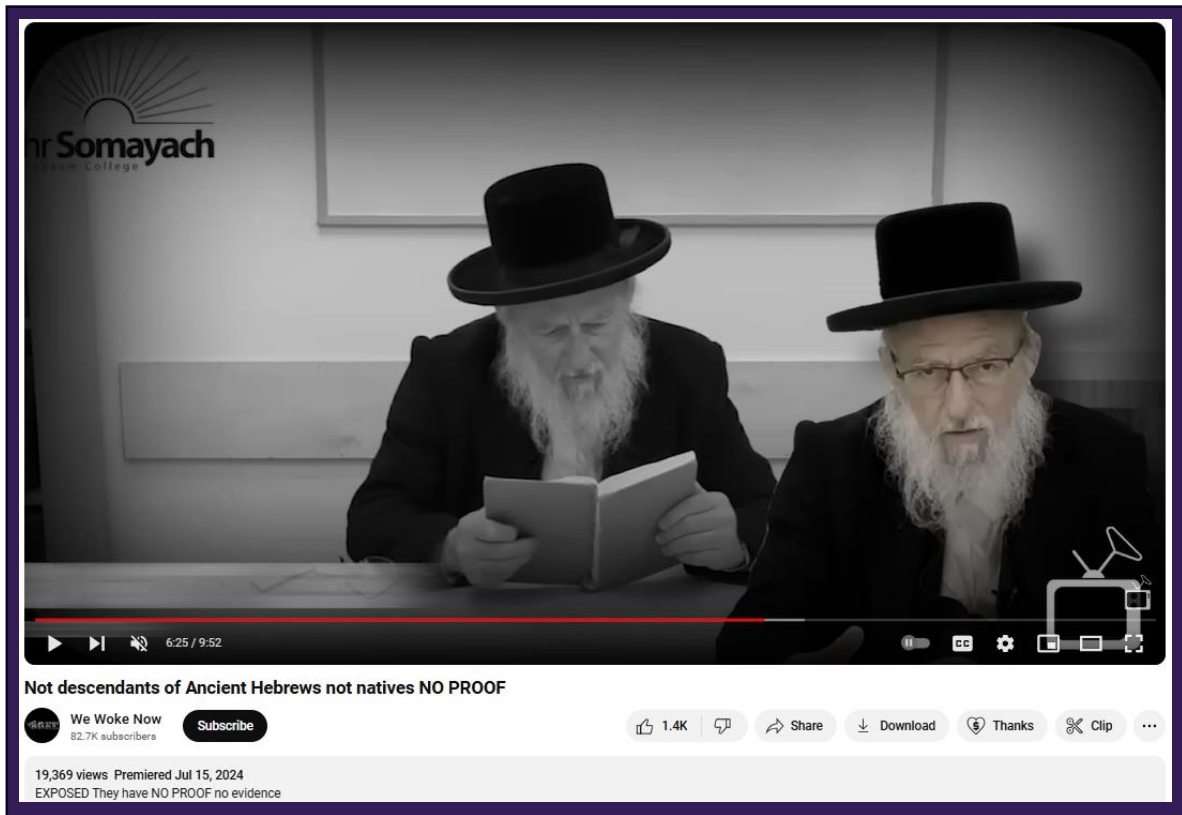 hr Somayach
College
6:25 / 9:52
CC
Not descendants of Ancient Hebrews not natives NO PROOF
We Woke Now
82.7K subscribers
Subscribe
1.4K
Share
Download
Thanks
Clip
19,369 views Premiered Jul 15, 2024
EXPOSED They have NO PROOF no evidence